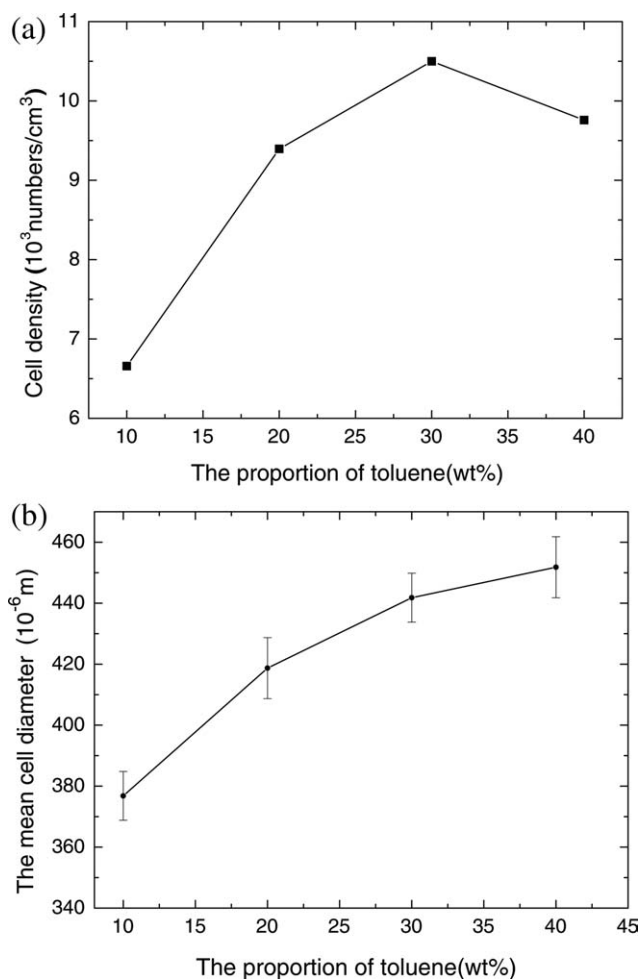 (a)
11
10
9
8
7
6
Cell density (10³numbers/cm³)
10 15 20 25 30 35 40
The proportion of toluene(wt%)
(b)
460
440
420
400
380
360
340
The mean cell diameter (10⁻⁶m)
10 15 20 25 30 35 40 45
The proportion of toluene(wt%)